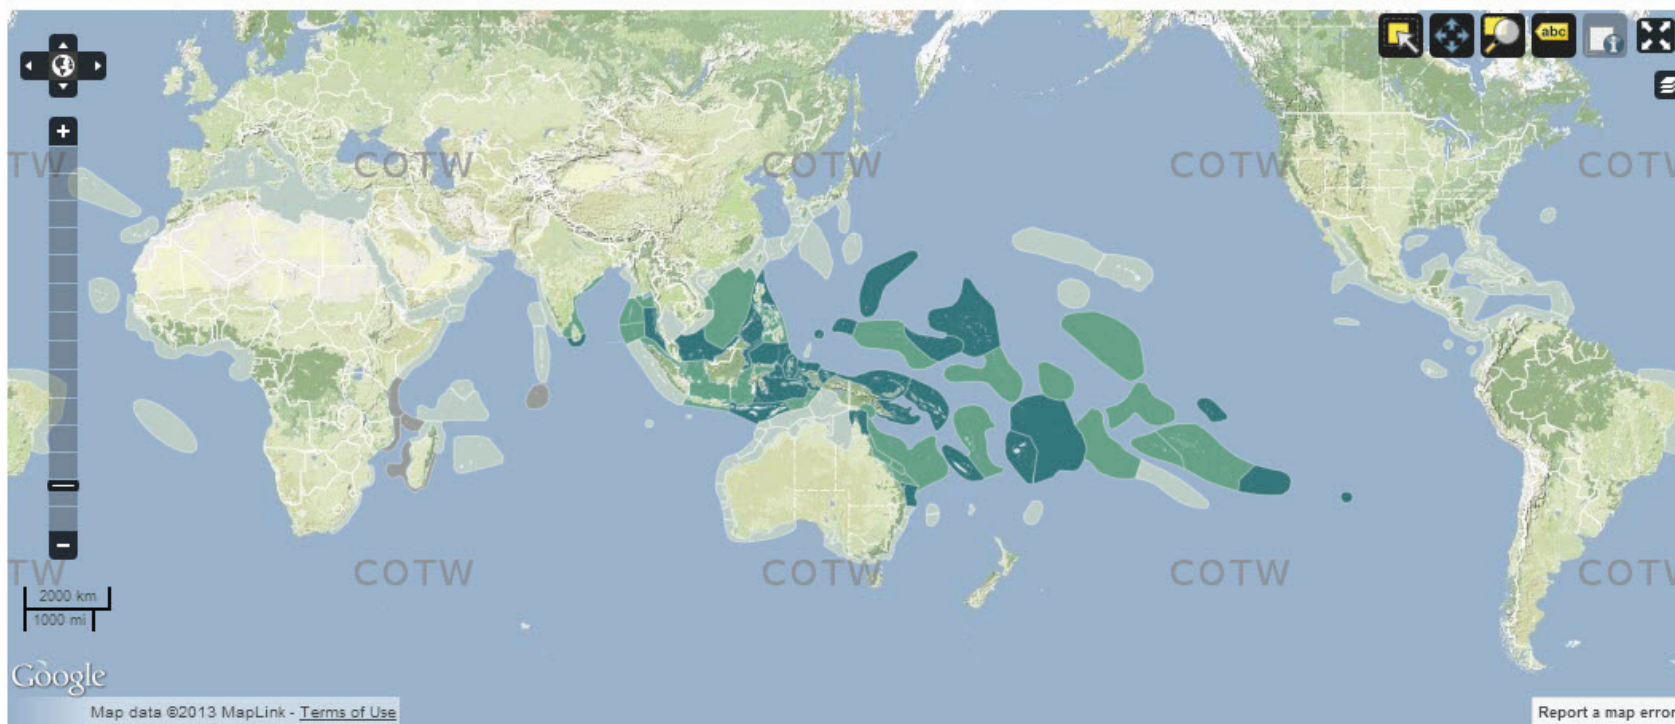 abc
TW COTW COTW COTW COTW
TW COTW COTW COTW COTW
2000 km
1000 mi
Google
Map data ©2013 MapLink - Terms of Use
Report a map error